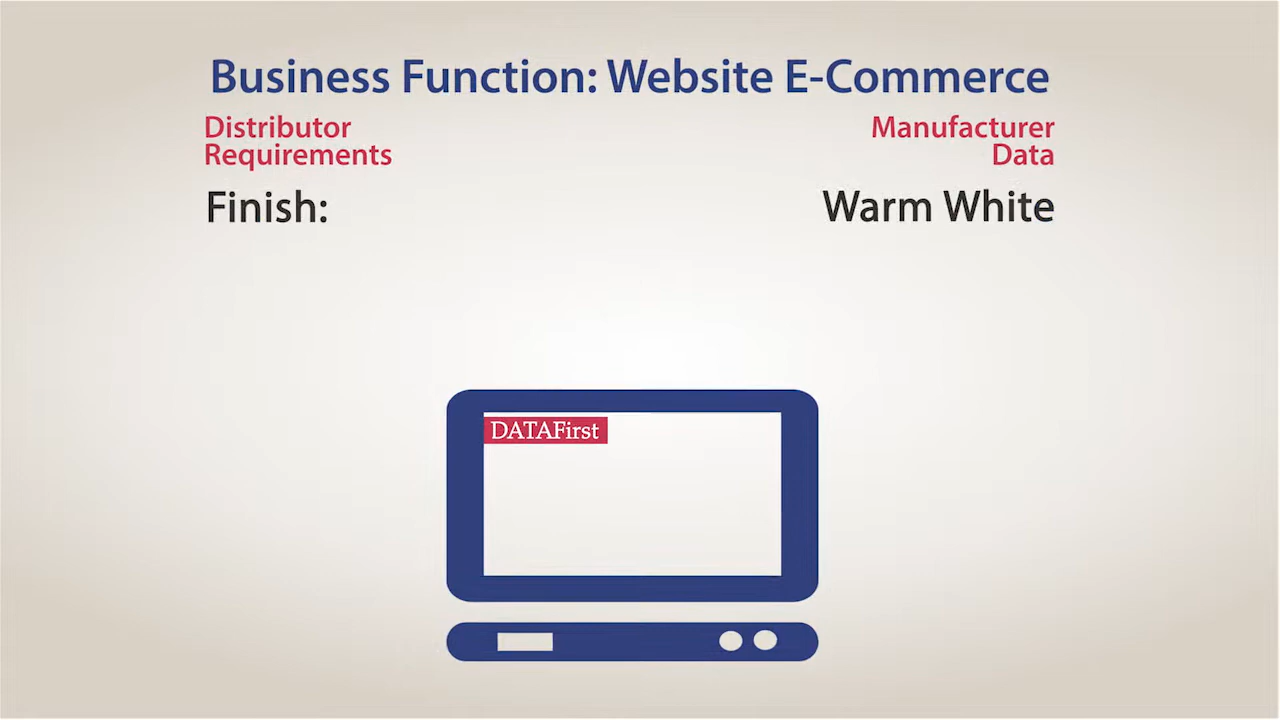 Business Function: Website E-Commerce
Distributor
Requirements
Manufacturer
Data
Finish:
Warm White
DATAFirst